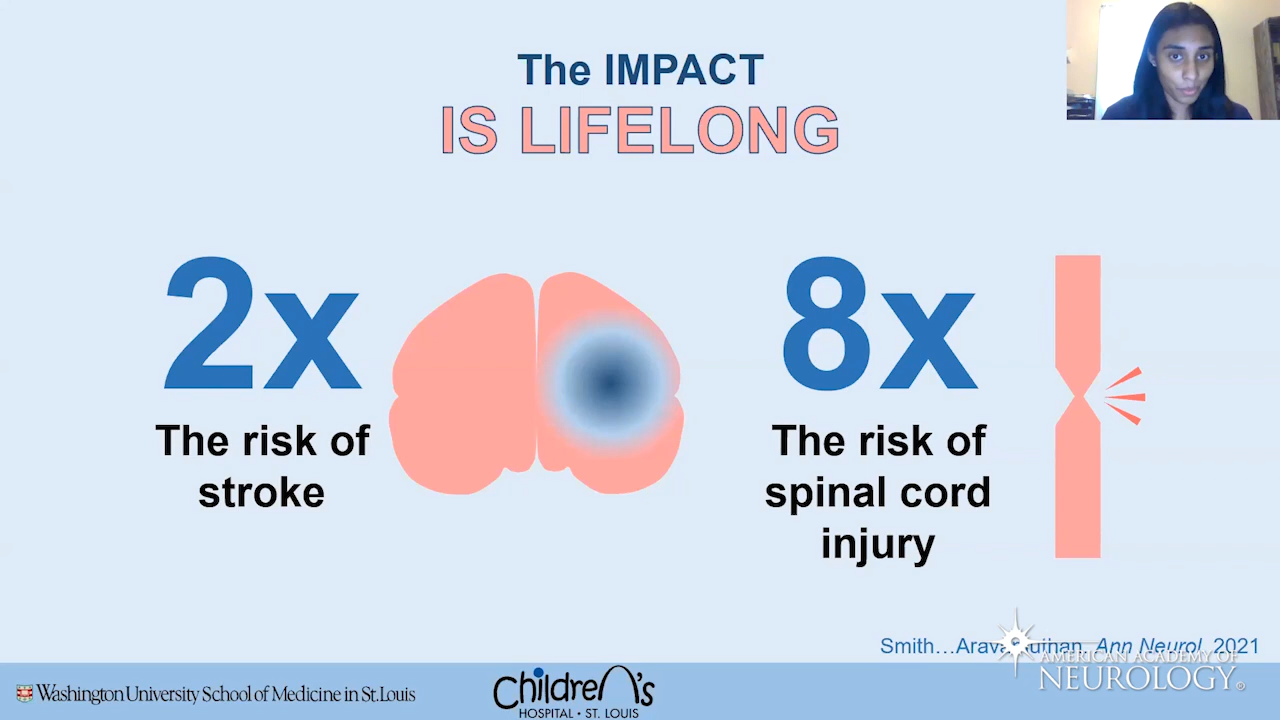 The IMPACT
IS LIFELONG
2x
The risk of
stroke
8x
The risk of
spinal cord
injury
Smith…Aravamuthan, Ann Neurol, 2021
AMERICAN ACADEMY OF
NEUROLOGY®
Washington University School of Medicine in St. Louis
ChildreN's
HOSPITAL • ST. LOUIS